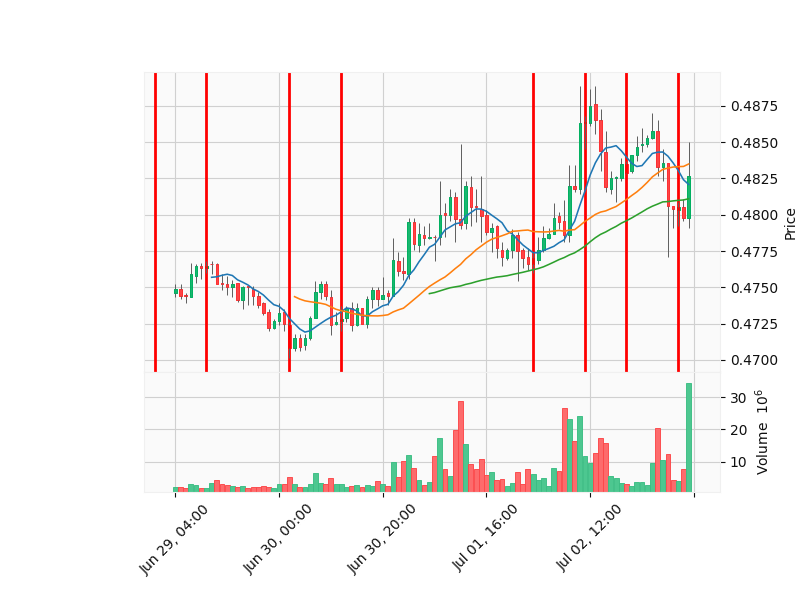 0.4875
0.4850
0.4825
0.4800
0.4775
0.4750
0.4725
0.4700
Price
30
20
10
Volume 10^6
Jun 29, 04:00
Jun 30, 00:00
Jun 30, 20:00
Jul 01, 16:00
Jul 02, 12:00